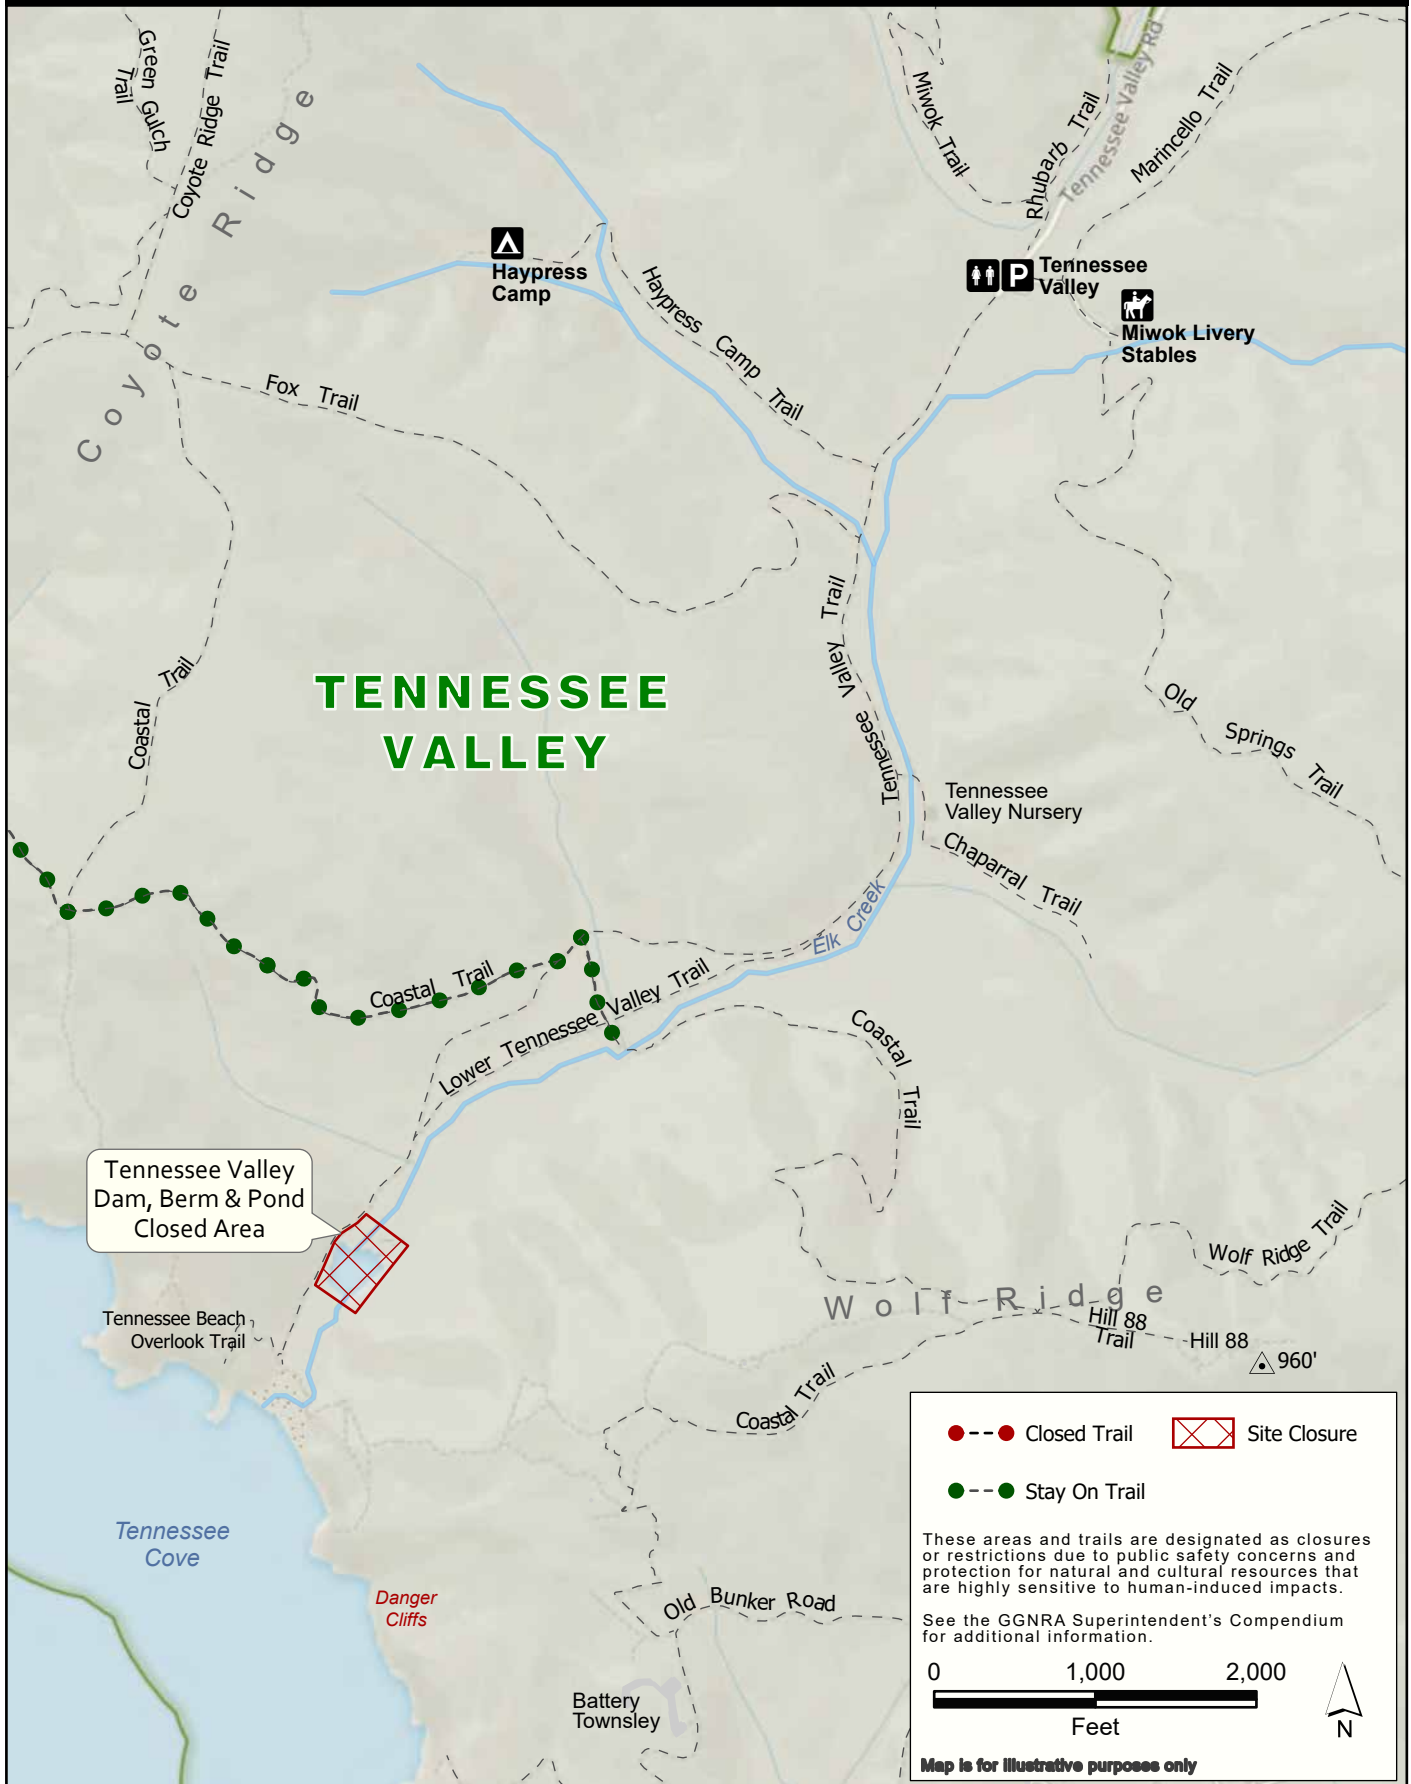 Green Gulch
Trail
Coyote Ridge Trail
Coyote Ridge
Miwok Trail
Rhubarb Trail
Tennessee Valley Rd
Marincello Trail
Haypress
Camp
Haypress Camp Trail
P
Tennessee
Valley
Miwok Livery
Stables
Fox Trail
Coastal Trail
TENNESSEE
VALLEY
Tennessee Valley Trail
Old Springs Trail
Tennessee
Valley Nursery
Chaparral Trail
Elk Creek
Coastal Trail
Lower Tennessee Valley Trail
Coastal Trail
Tennessee Valley
Dam, Berm & Pond
Closed Area
Wolf Ridge Trail
Wolf Ridge
Hill 88
Trail
Hill 88
960'
Tennessee Beach
Overlook Trail
Coastal Trail
Tennessee
Cove
Danger
Cliffs
Old Bunker Road
Battery
Townsley
Closed Trail
Site Closure
Stay On Trail
These areas and trails are designated as closures
or restrictions due to public safety concerns and
protection for natural and cultural resources that
are highly sensitive to human-induced impacts.
See the GGNRA Superintendent's Compendium
for additional information.
0 1,000 2,000
Feet
N
Map is for illustrative purposes only